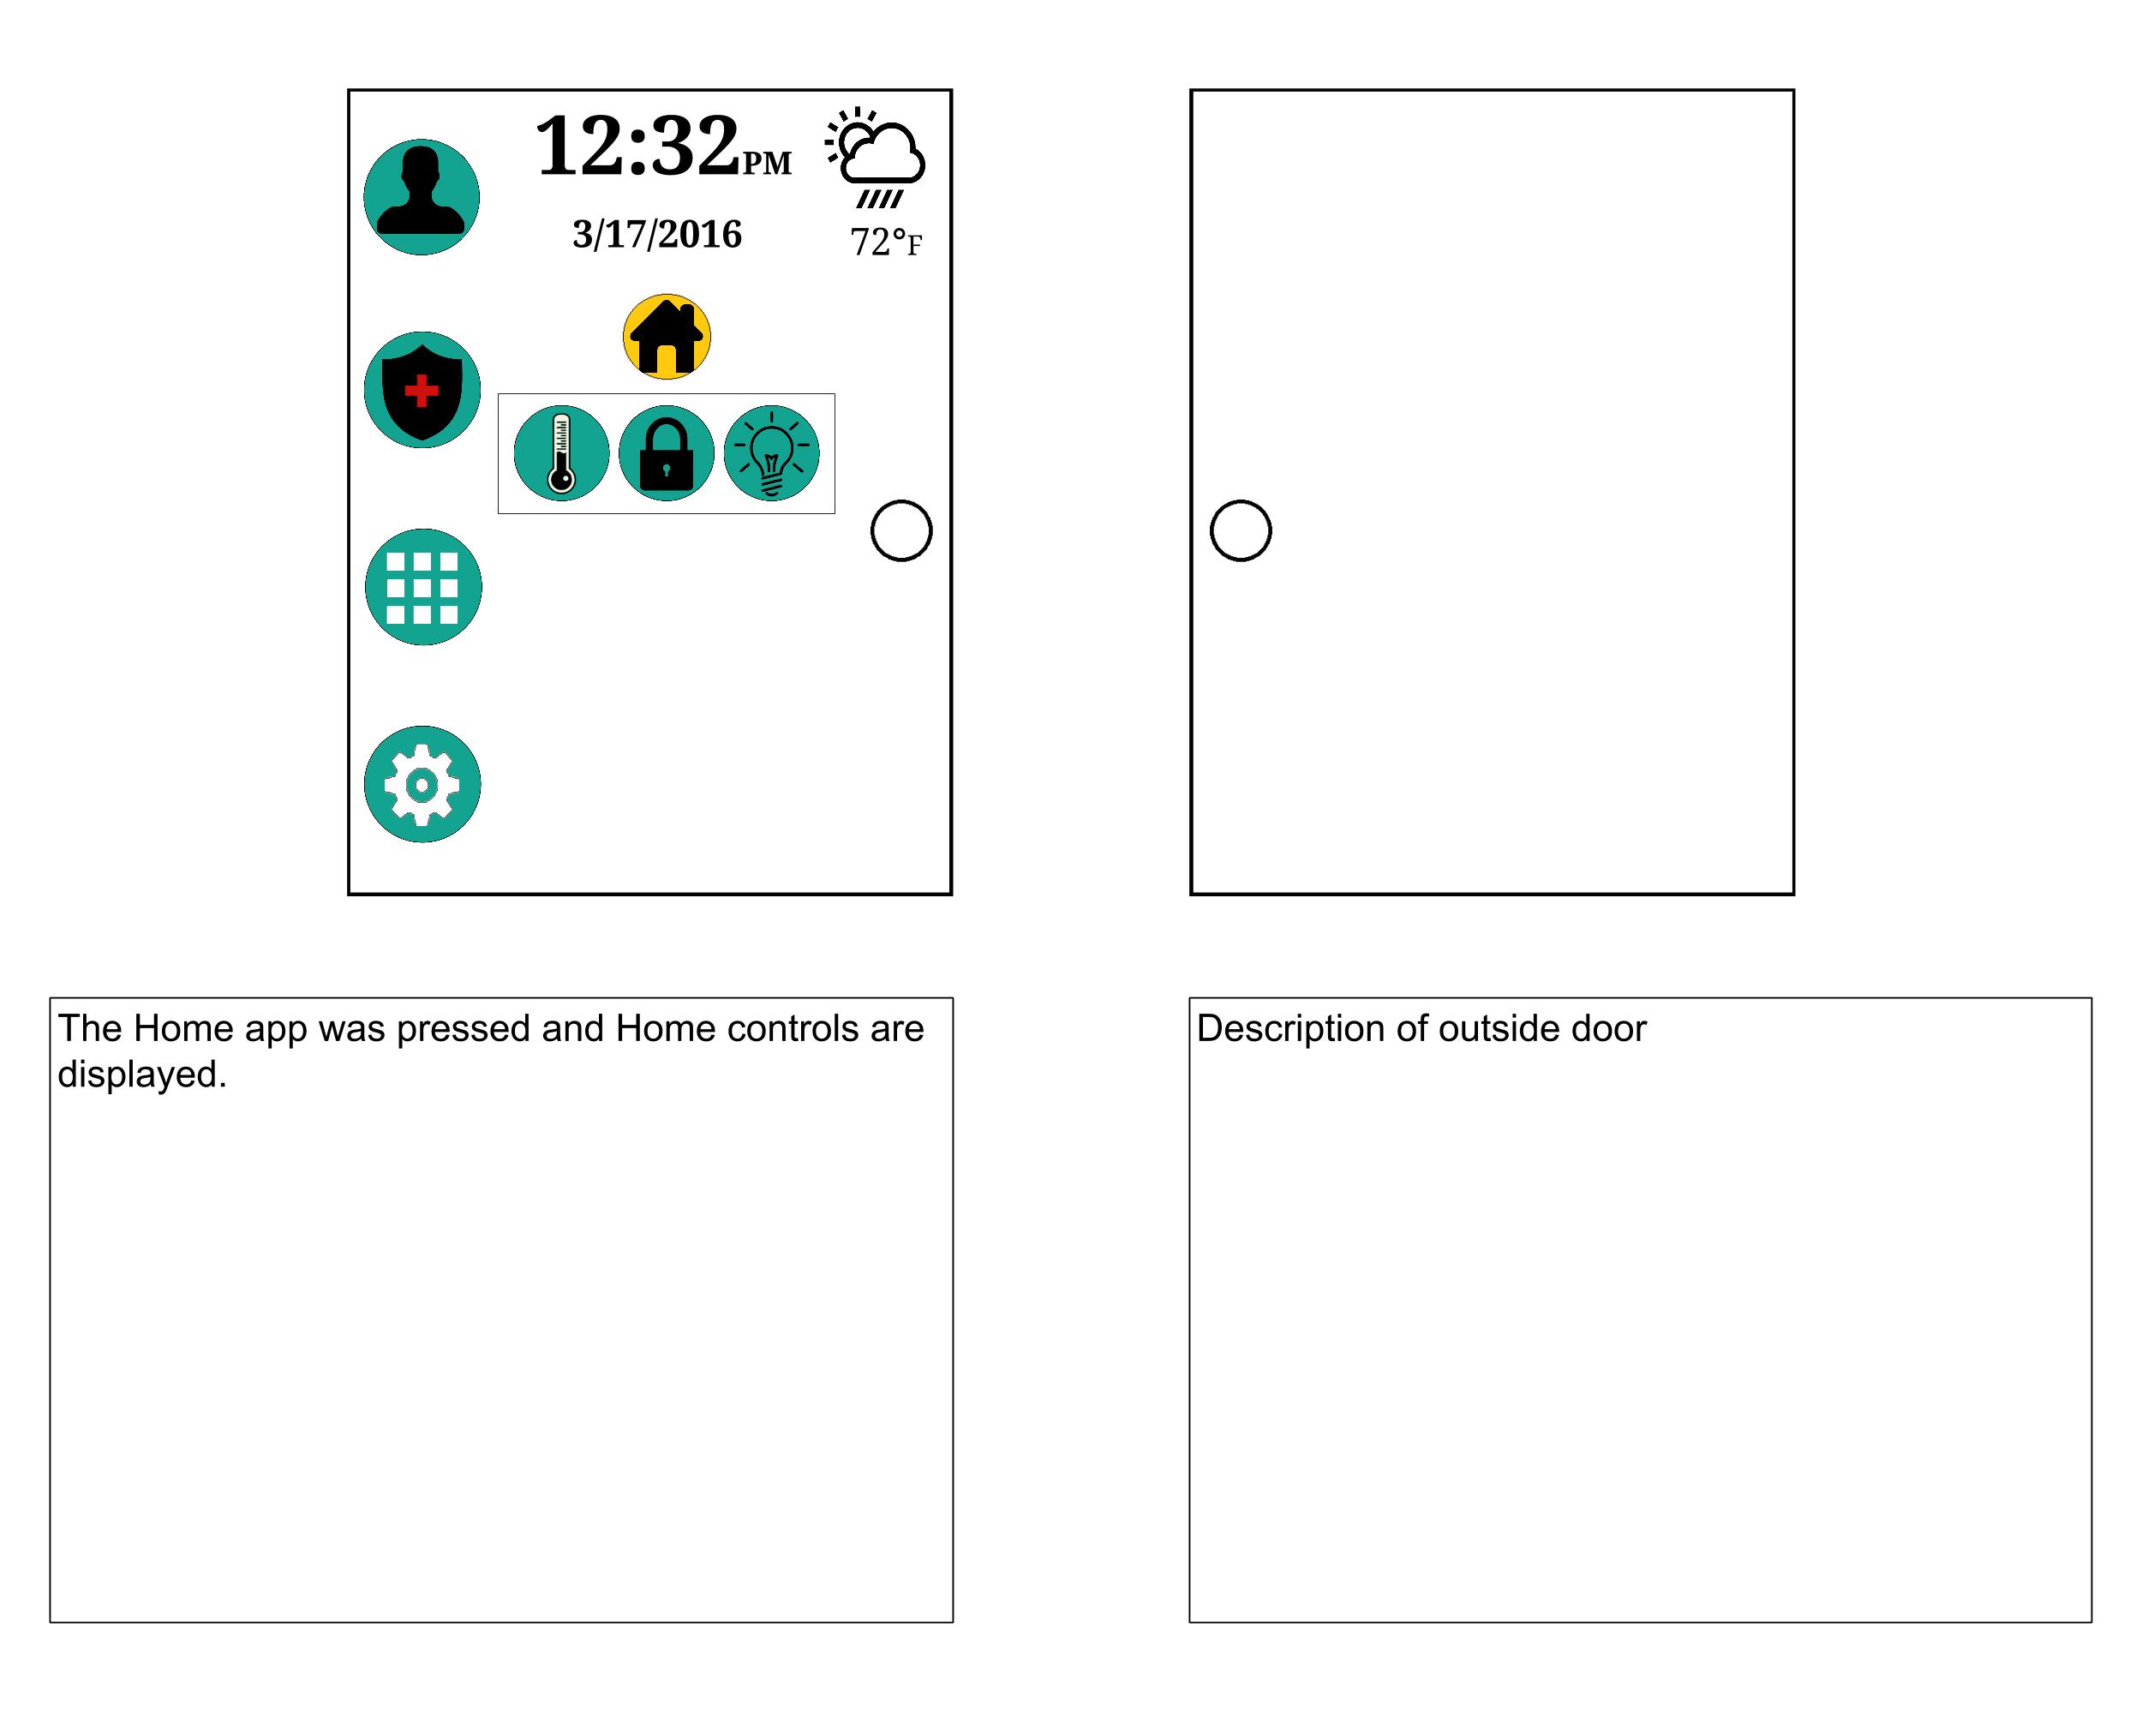 12:32PM
3/17/2016
72°F
The Home app was pressed and Home controls are
displayed.
Description of outside door